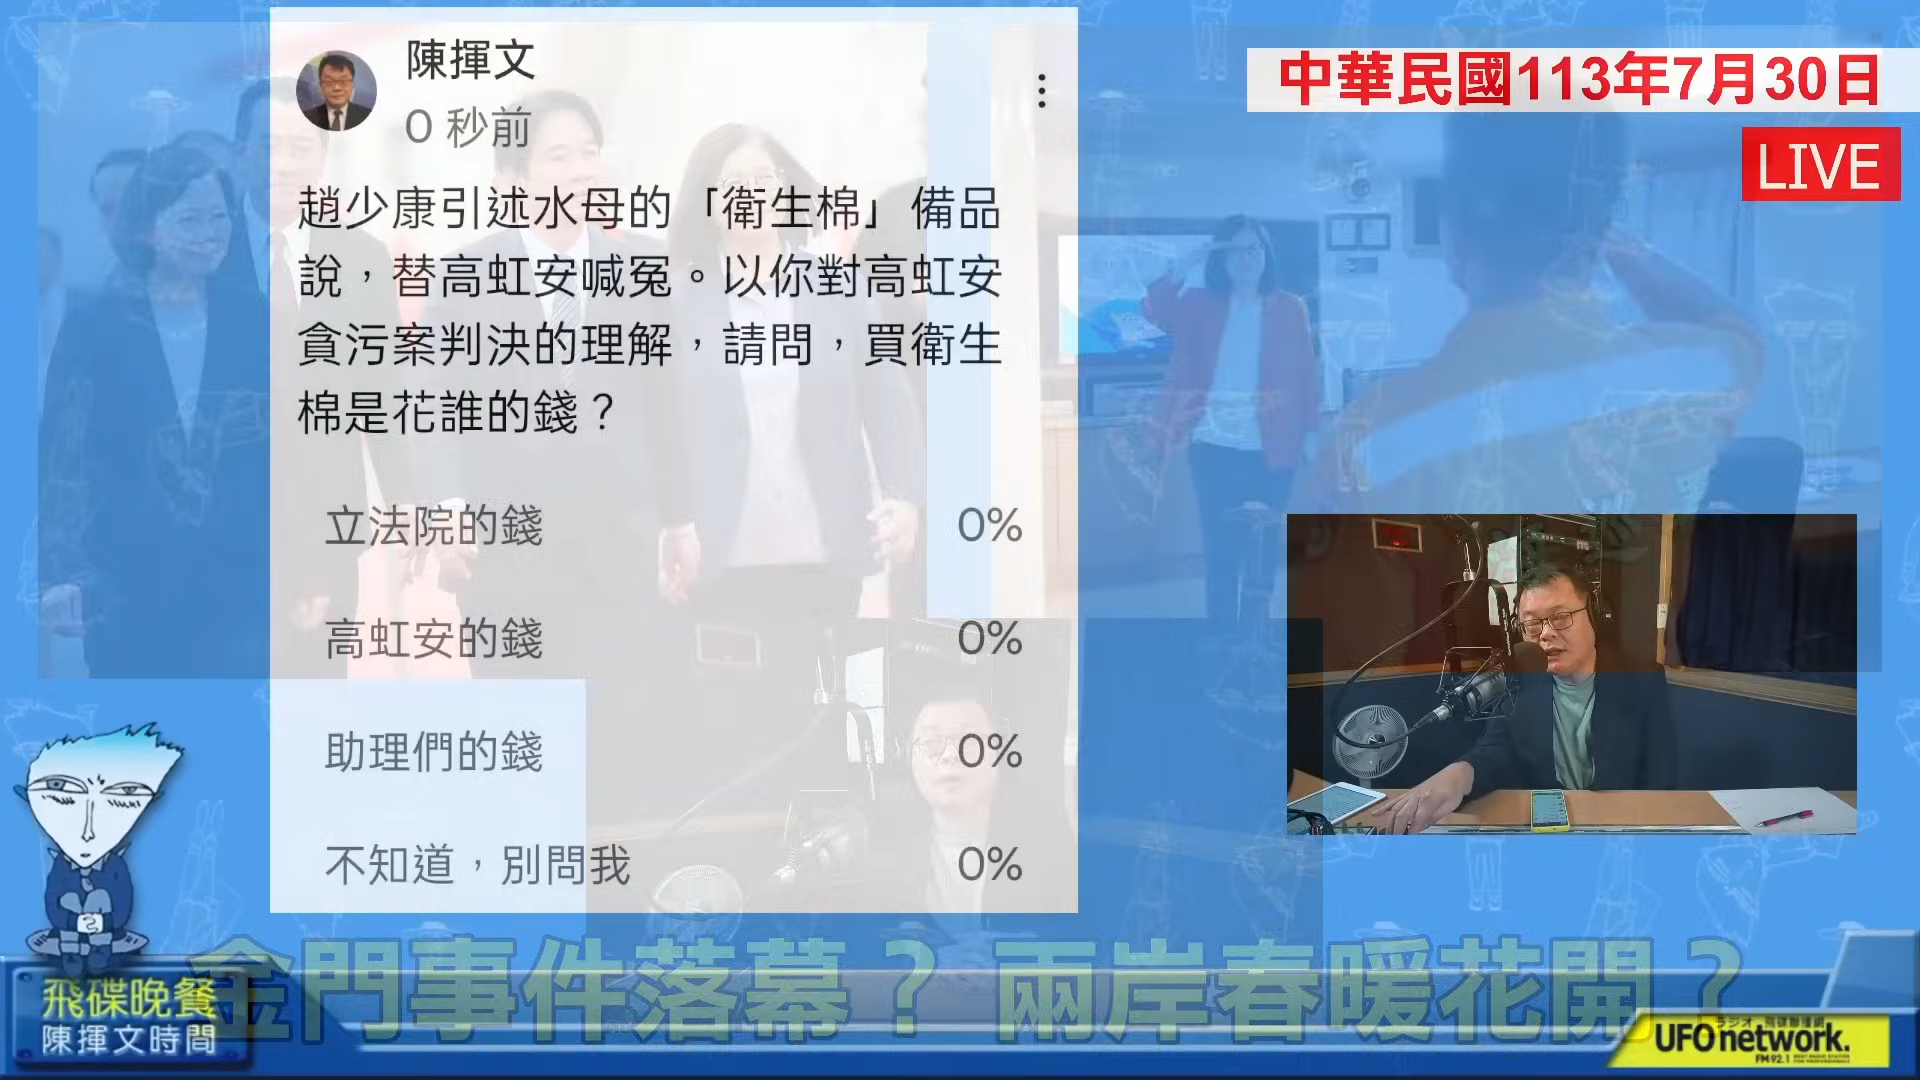 陳揮文
0 秒前
趙少康引述水母的「衛生棉」備品
說，替高虹安喊冤。以你對高虹安
貪污案判決的理解，請問，買衛生
棉是花誰的錢？
立法院的錢 0%
高虹安的錢 0%
助理們的錢 0%
不知道，別問我 0%
中華民國113年7月30日
LIVE
金門事件落幕？兩岸春暖花開？
飛碟晚餐
陳揮文時間
UFO network.
FM92.1